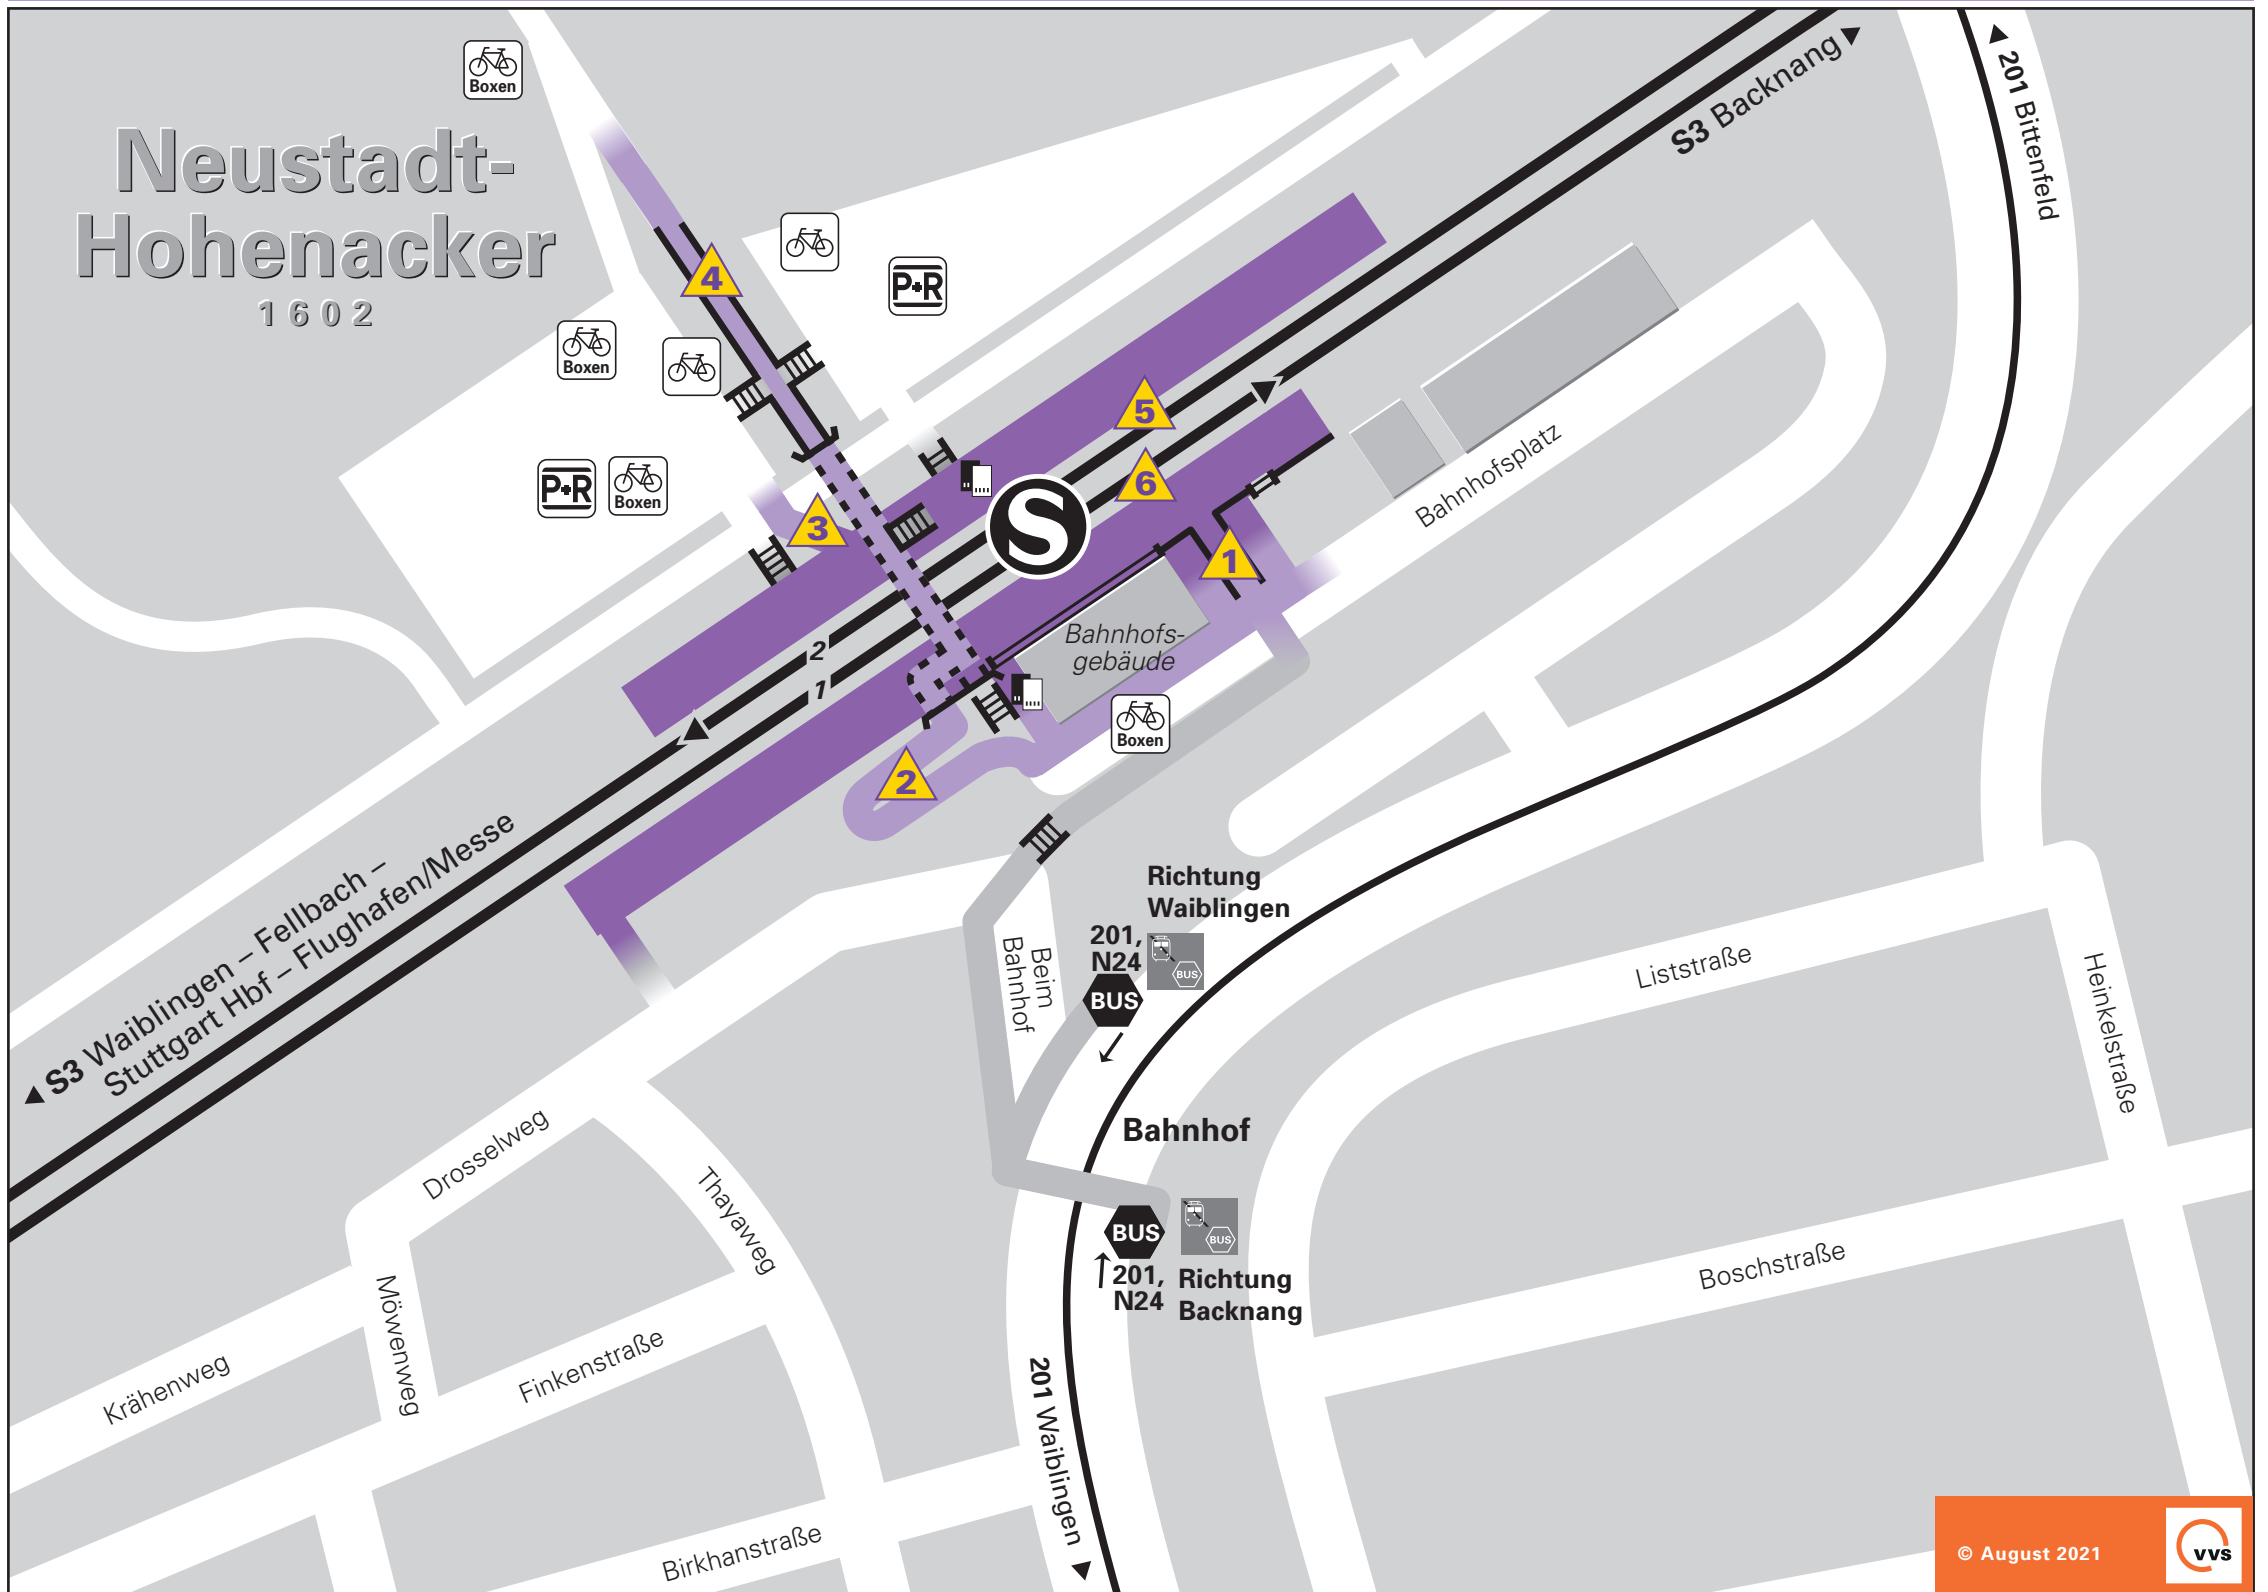 Boxen
Neustadt-
Hohenacker
1602
S3 Backnang
201 Bittenfeld
4
P+R
Boxen
5
6
Bahnhofsplatz
P+R
Boxen
3
S
1
Bahnhofs-
gebäude
2
1
Boxen
2
S3 Waiblingen – Fellbach –
Stuttgart Hbf – Flughafen/Messe
Richtung
Waiblingen
201,
N24
BUS
BUS
Beim
Bahnhof
Liststraße
Heinkelstraße
Bahnhof
Drosselweg
Thayaweg
BUS
BUS
201,
N24
Richtung
Backnang
Boschstraße
Möwenweg
Krähenweg
Finkenstraße
201 Waiblingen
Birkhanstraße
© August 2021
vvs